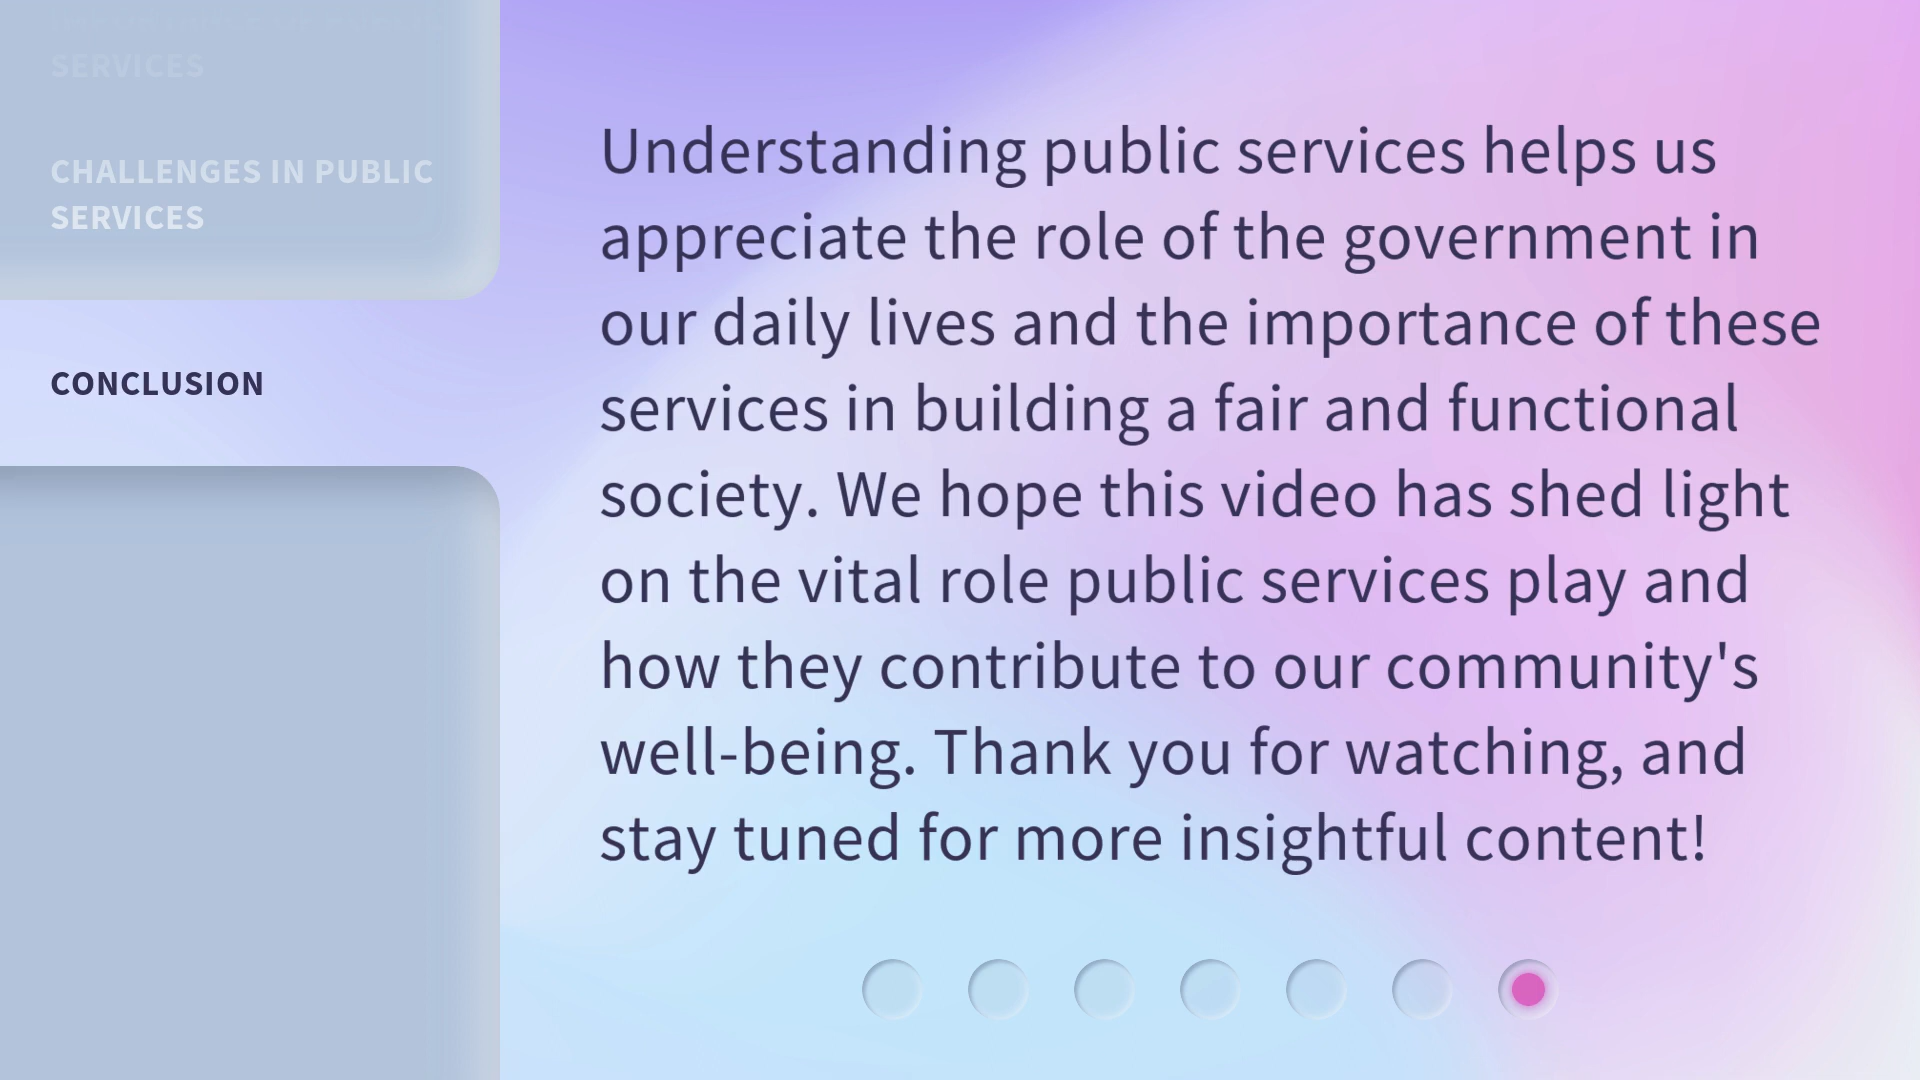 SERVICES
CHALLENGES IN PUBLIC
SERVICES
CONCLUSION
Understanding public services helps us
appreciate the role of the government in
our daily lives and the importance of these
services in building a fair and functional
society. We hope this video has shed light
on the vital role public services play and
how they contribute to our community's
well-being. Thank you for watching, and
stay tuned for more insightful content!